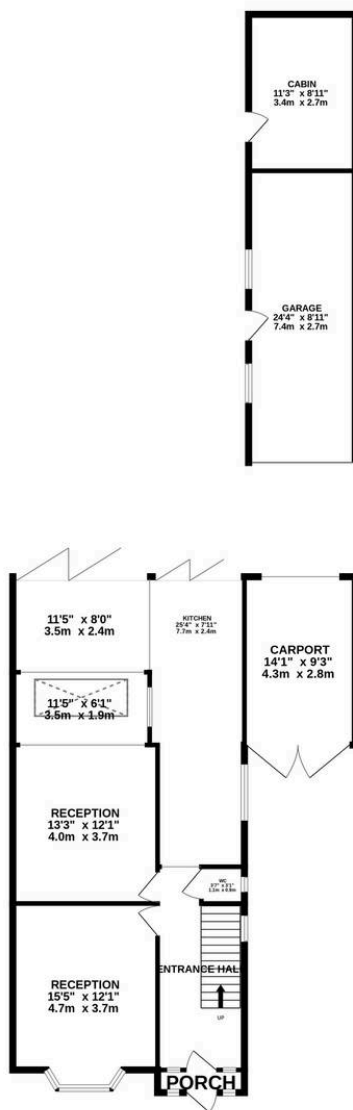 CABIN
11'3" x 8'11"
3.4m x 2.7m
GARAGE
24'4" x 8'11"
7.4m x 2.7m
11'5" x 8'0"
3.5m x 2.4m
KITCHEN
25'4" x 7'11"
7.7m x 2.4m
CARPORT
14'1" x 9'3"
4.3m x 2.8m
11'5" x 6'1"
3.5m x 1.9m
RECEPTION
13'3" x 12'1"
4.0m x 3.7m
WC
RECEPTION
15'5" x 12'1"
4.7m x 3.7m
ENTRANCE HALL
UP
PORCH